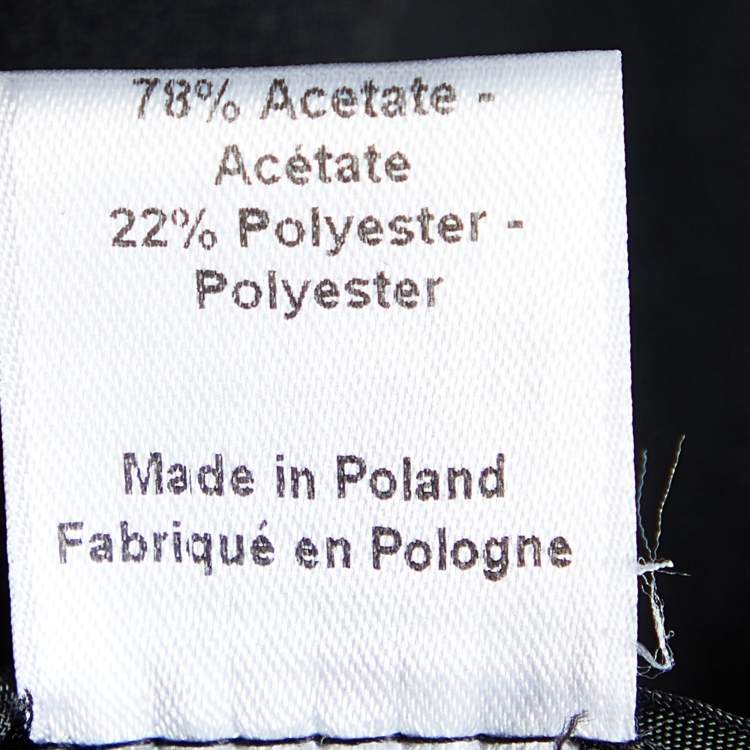 78% Acetate -
Acétate
22% Polyester -
Polyester
Made in Poland
Fabriqué en Pologne